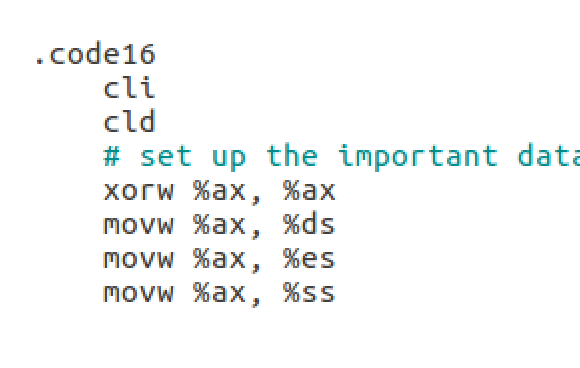 .code16
cli
cld
# set up the important data
xorw %ax, %ax
movw %ax, %ds
movw %ax, %es
movw %ax, %ss